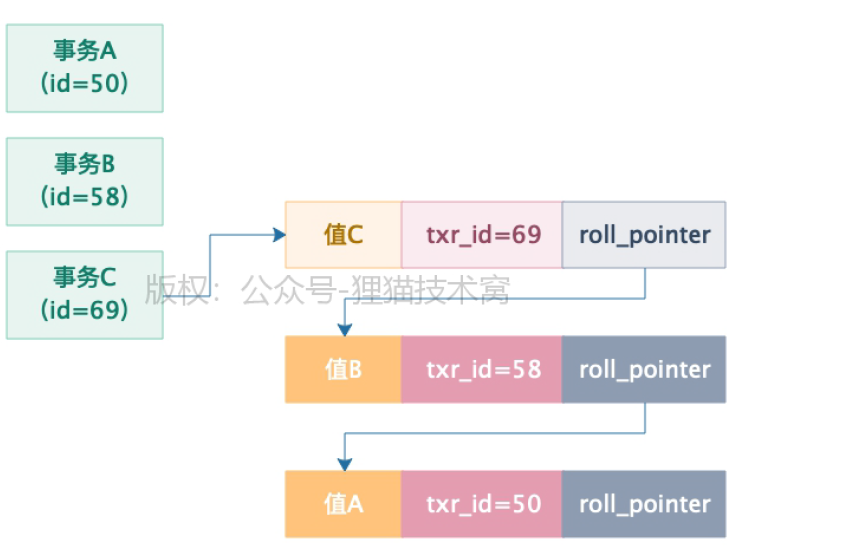 事务A
(id=50)
事务B
(id=58)
事务C
(id=69)
值C txr_id=69 roll_pointer
版权：公众号-狸猫技术窝
值B txr_id=58 roll_pointer
值A txr_id=50 roll_pointer